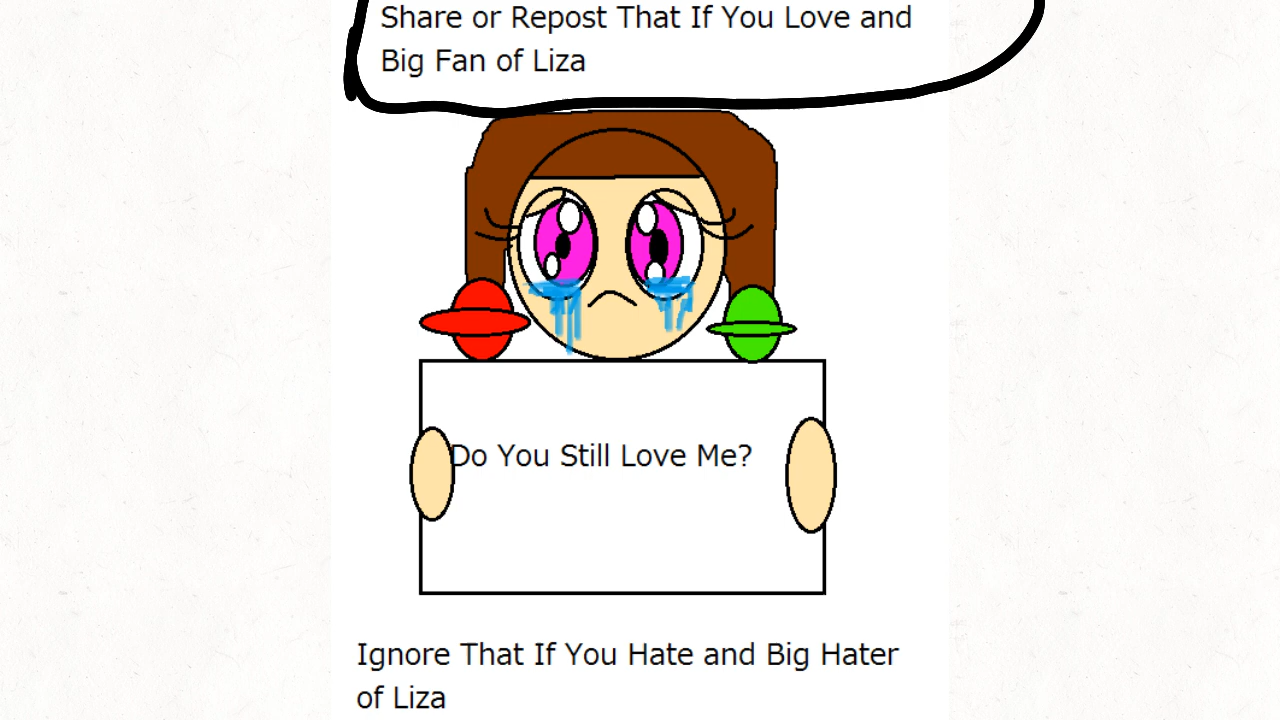 Share or Repost That If You Love and
Big Fan of Liza
Do You Still Love Me?
Ignore That If You Hate and Big Hater
of Liza